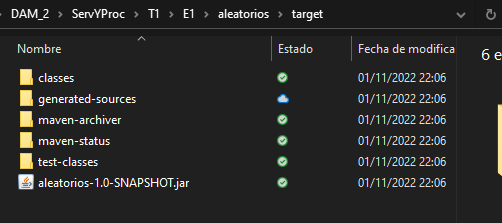 DAM_2 > ServYProc > T1 > E1 > aleatorios > target
Nombre Estado Fecha de modifica
6 e
classes 01/11/2022 22:06
generated-sources 01/11/2022 22:06
maven-archiver 01/11/2022 22:06
maven-status 01/11/2022 22:06
test-classes 01/11/2022 22:06
aleatorios-1.0-SNAPSHOT.jar 01/11/2022 22:06